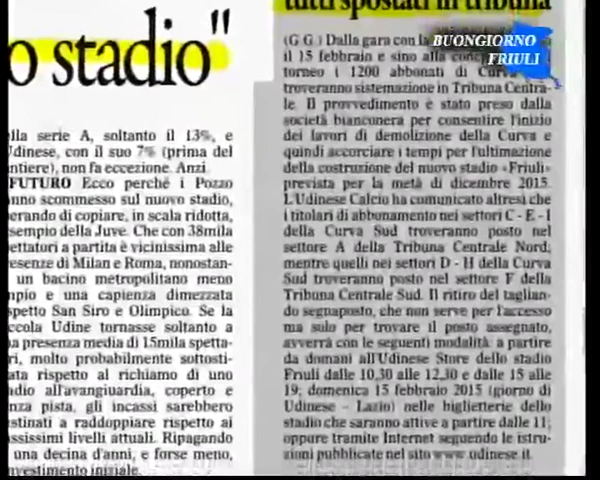 o stadio"
lla serie A, soltanto il 13%, e
Udinese, con il suo 7% (prima del
ntiere), non fa eccezione. Anzi.
FUTURO Ecco perché i Pozzo
nno scommesso sul nuovo stadio,
erando di copiare, in scala ridotta,
sempio della Juve. Che con 38mila
ettatori a partita è vicinissima alle
esenze di Milan e Roma, nonostan-
un bacino metropolitano meno
npio e una capienza dimezzata
spetto San Siro e Olimpico. Se la
ccola Udine tornasse soltanto a
a presenza media di 15mila spetta-
ri, molto probabilmente sottosti-
ata rispetto al richiamo di uno
adio all'avanguardia, coperto e
nza pista, gli incassi sarebbero
stinati a raddoppiare rispetto ai
ssissimi livelli attuali. Ripagando
una decina d'anni, e forse meno,
nvestimento iniziale.
tutti spostati in tribuna
(G.G.) Dalla gara con la
il 15 febbraio e sino alla
torneo i 1200 abbonati di Curva
troveranno sistemazione in Tribuna Centra-
le. Il provvedimento è stato preso dalla
società bianconera per consentire l'inizio
dei lavori di demolizione della Curva e
quindi accorciare i tempi per l'ultimazione
della costruzione del nuovo stadio «Friuli»
prevista per la metà di dicembre 2015.
L'Udinese Calcio ha comunicato altresì che
i titolari di abbonamento nei settori C - E - I
della Curva Sud troveranno posto nel
settore A della Tribuna Centrale Nord,
mentre quelli nei settori D - H della Curva
Sud troveranno posto nel settore F della
Tribuna Centrale Sud. Il ritiro del taglian-
do segnaposto, che non serve per l'accesso
ma solo per trovare il posto assegnato,
avverrà con le seguenti modalità: a partire
da domani all'Udinese Store dello stadio
Friuli dalle 10,30 alle 12,30 e dalle 15 alle
19; domenica 15 febbraio 2015 (giorno di
Udinese - Lazio) nelle biglietterie dello
stadio che saranno attive a partire dalle 11;
oppure tramite Internet seguendo le istru-
zioni pubblicate nel sito www.udinese.it.
BUONGIORNO
FRIULI